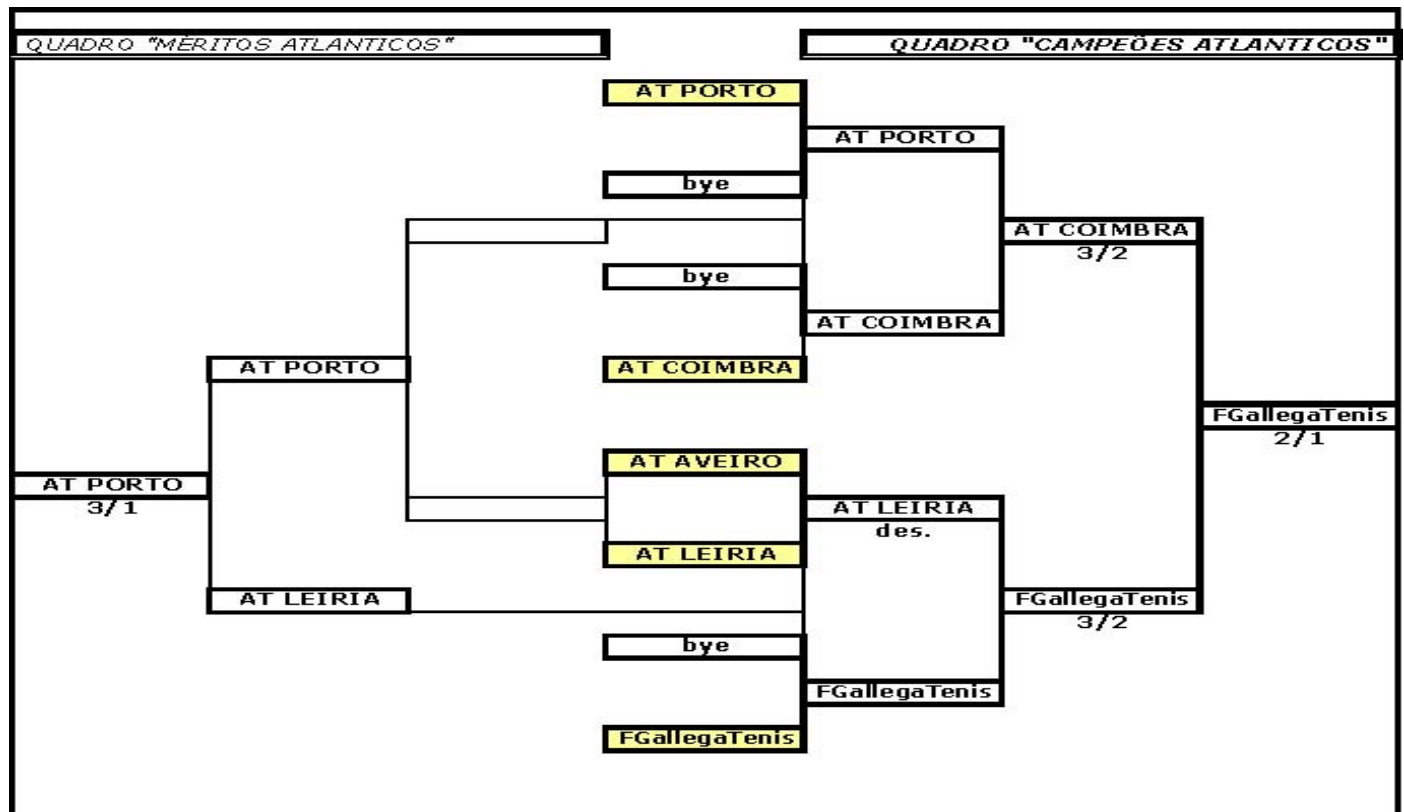 QUADRO "MÉRITOS ATLANTICOS"
QUADRO "CAMPEÕES ATLANTICOS"
AT PORTO
AT PORTO
bye
AT COIMBRA
3/2
bye
AT COIMBRA
AT PORTO
AT COIMBRA
FGallegaTenis
2/1
AT AVEIRO
AT PORTO
3/1
AT LEIRIA
des.
AT LEIRIA
AT LEIRIA
FGallegaTenis
3/2
bye
FGallegaTenis
FGallegaTenis